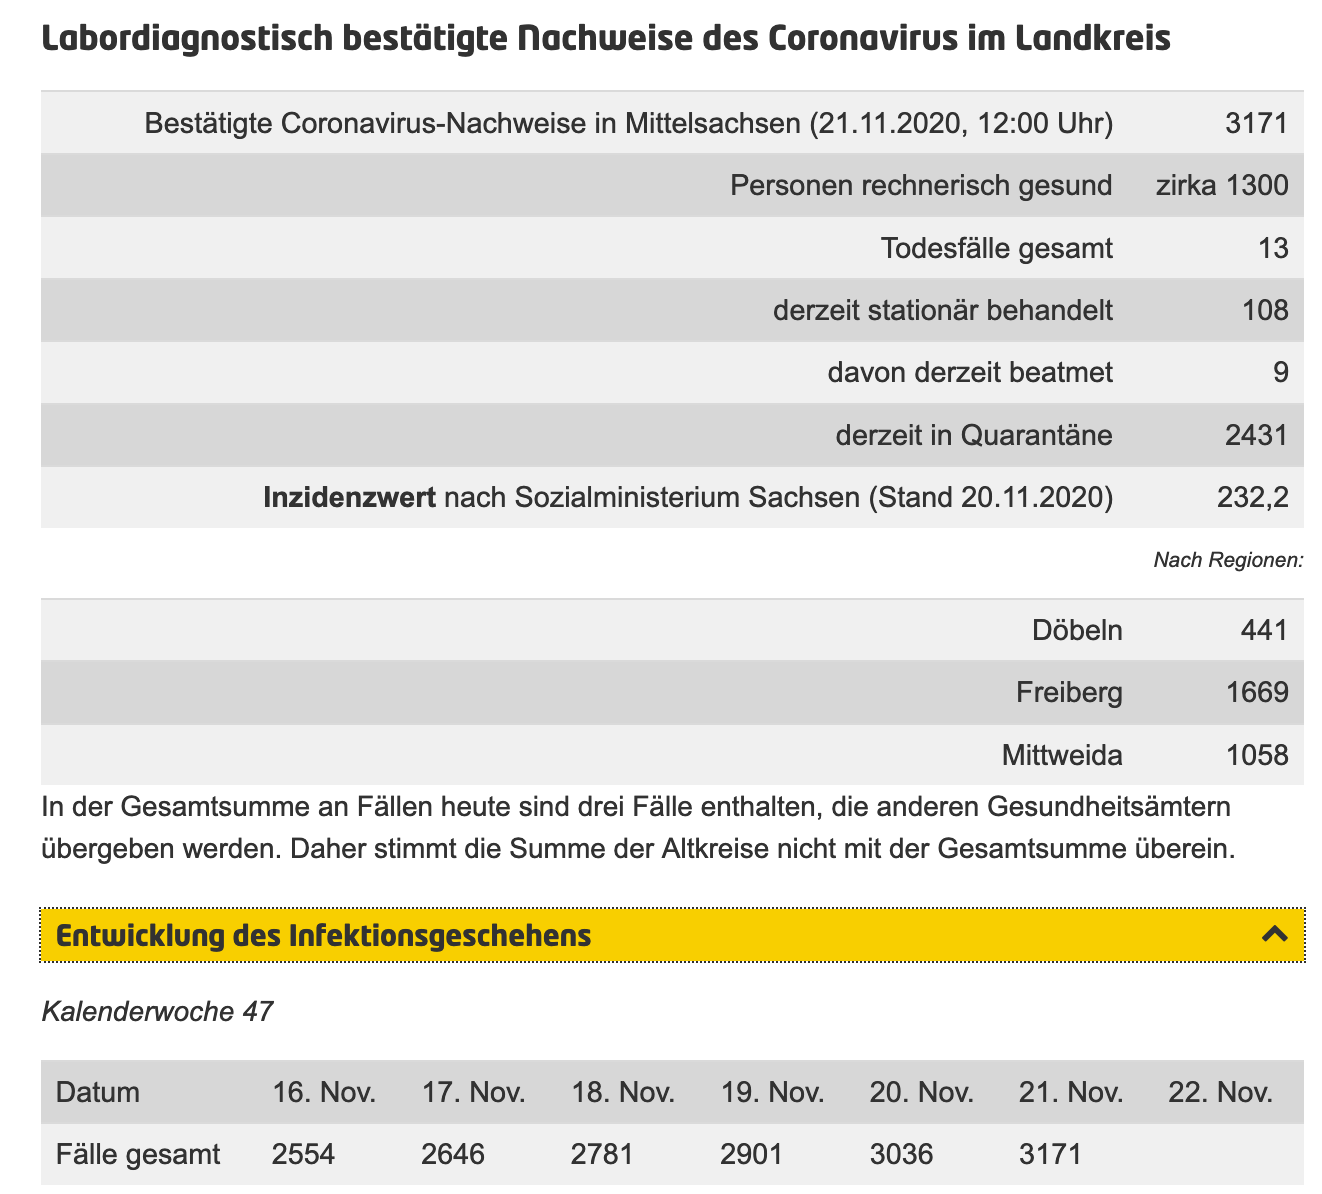 Labordiagnostisch bestätigte Nachweise des Coronavirus im Landkreis
Bestätigte Coronavirus-Nachweise in Mittelsachsen (21.11.2020, 12:00 Uhr) 3171
Personen rechnerisch gesund zirka 1300
Todesfälle gesamt 13
derzeit stationär behandelt 108
davon derzeit beatmet 9
derzeit in Quarantäne 2431
Inzidenzwert nach Sozialministerium Sachsen (Stand 20.11.2020) 232,2
Nach Regionen:
Döbeln 441
Freiberg 1669
Mittweida 1058
In der Gesamtsumme an Fällen heute sind drei Fälle enthalten, die anderen Gesundheitsämtern
übergeben werden. Daher stimmt die Summe der Altkreise nicht mit der Gesamtsumme überein.
Entwicklung des Infektionsgeschehens
Kalenderwoche 47
Datum 16. Nov. 17. Nov. 18. Nov. 19. Nov. 20. Nov. 21. Nov. 22. Nov.
Fälle gesamt 2554 2646 2781 2901 3036 3171